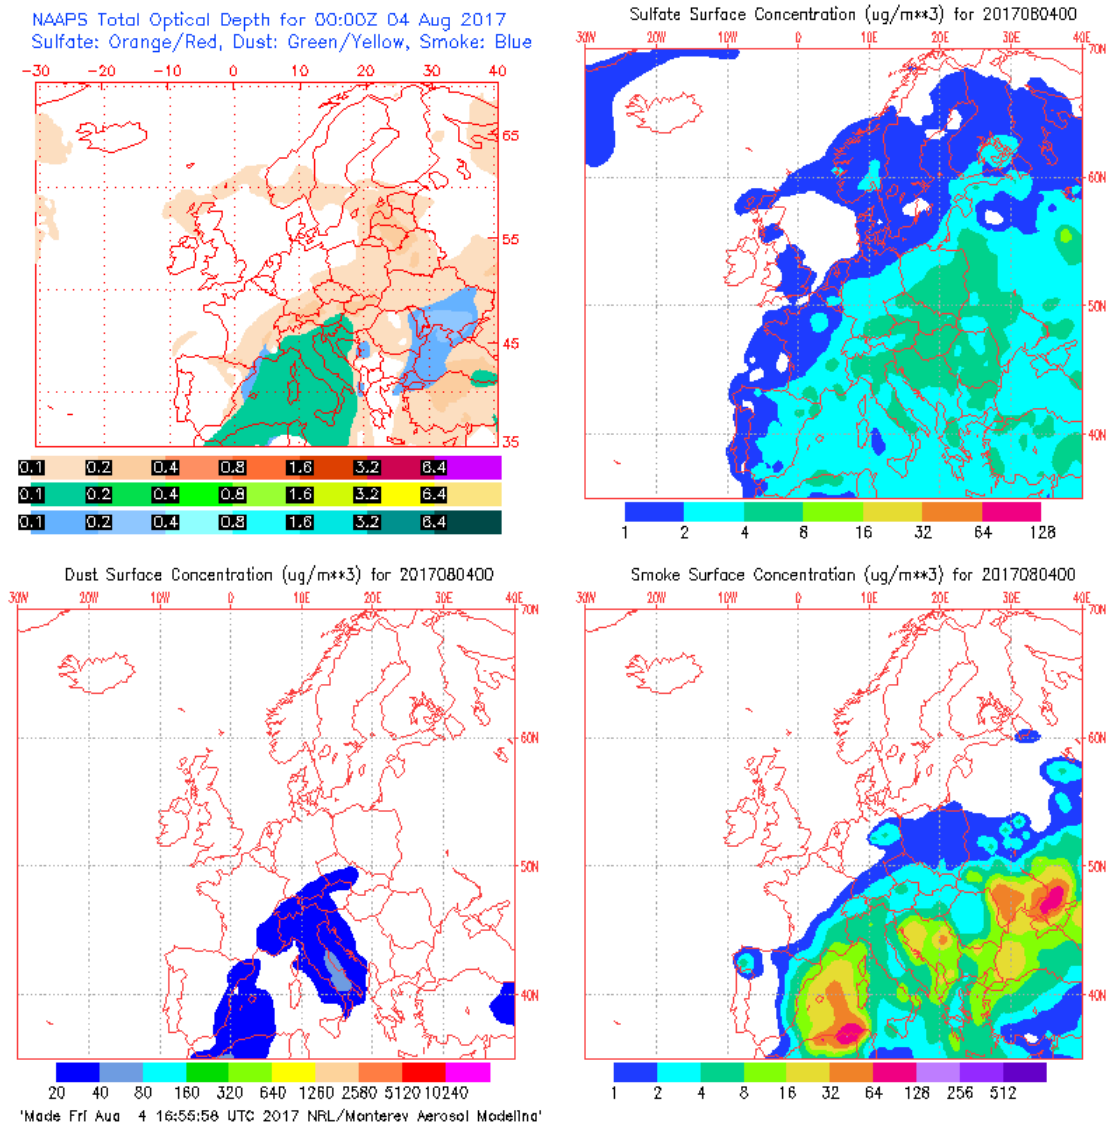 NAAPS Total Optical Depth for 00:00Z 04 Aug 2017
Sulfate: Orange/Red, Dust: Green/Yellow, Smoke: Blue
-30 -20 -10 0 10 20 30 40
65
55
45
35
0.1 0.2 0.4 0.8 1.6 3.2 6.4
0.1 0.2 0.4 0.8 1.6 3.2 6.4
0.1 0.2 0.4 0.8 1.6 3.2 6.4
Sulfate Surface Concentration (ug/m**3) for 2017080400
30W 20W 10W 0 10E 20E 30E 40E
70N
60N
50N
40N
1 2 4 8 16 32 64 128
Dust Surface Concentration (ug/m**3) for 2017080400
30W 20W 10W 0 10E 20E 30E 40E
70N
60N
50N
40N
20 40 80 160 320 640 1260 2580 5120 10240
Smoke Surface Concentration (ug/m**3) for 2017080400
30W 20W 10W 0 10E 20E 30E 40E
70N
60N
50N
40N
1 2 4 8 16 32 64 128 256 512
'Made Fri Aug 4 16:55:58 UTC 2017 NRL/Monterey Aerosol Modeling'